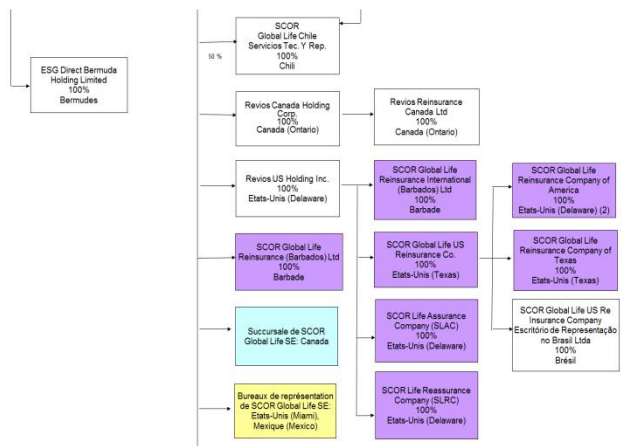 SCOR
Global Life Chile
Servicios Tec. Y Rep.
100%
Chili
50 %
ESG Direct Bermuda
Holding Limited
100%
Bermudes
Revios Canada Holding
Corp.
100%
Canada (Ontario)
Revios Reinsurance
Canada Ltd
100%
Canada (Ontario)
Revios US Holding Inc.
100%
Etats-Unis (Delaware)
SCOR Global Life
Reinsurance International
(Barbados) Ltd
100%
Barbade
SCOR Global Life
Reinsurance Company of
America
100%
Etats-Unis (Delaware) (2)
SCOR Global Life
Reinsurance (Barbados) Ltd
100%
Barbade
SCOR Global Life US
Reinsurance Co.
100%
Etats-Unis (Texas)
SCOR Global Life
Reinsurance Company of
Texas
100%
Etats-Unis (Texas)
Succursale de SCOR
Global Life SE: Canada
SCOR Life Assurance
Company (SLAC)
100%
Etats-Unis (Delaware)
SCOR Global Life US Re
Insurance Company
Escritório de Representação
no Brasil Ltda
100%
Brésil
Bureaux de représentation
de SCOR Global Life SE:
Etats-Unis (Miami),
Mexique (Mexico)
SCOR Life Reassurance
Company (SLRC)
100%
Etats-Unis (Delaware)